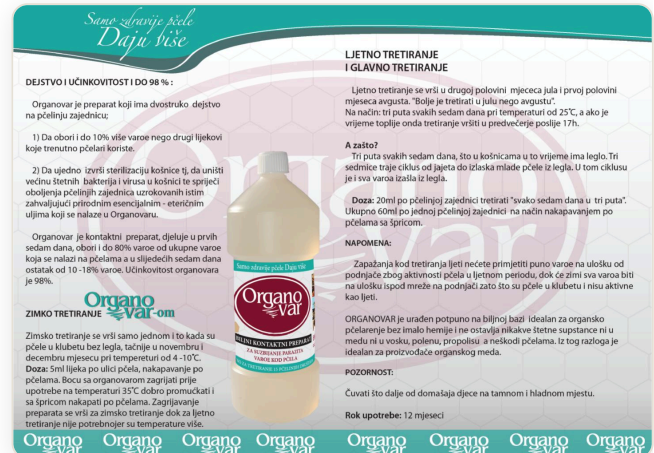 Samo zdravije pčele
Daju više
DEJSTVO I UČINKOVITOST I DO 98 % :
Organovar je preparat koji ima dvostruko dejstvo
na pčelinju zajednicu;
1) Da obori i do 10% više varoe nego drugi lijekovi
koje trenutno pčelari koriste.
2) Da ujedno izvrši sterilizaciju košnice tj, da uništi
većinu štetnih bakterija i virusa u košnici te spriječi
oboljenja pčelinjih zajednica uzrokovanih istim
zahvaljujući prirodnim esencijalnim - eteričnim
uljima koji se nalaze u Organovaru.
Organovar je kontaktni preparat, djeluje u prvih
sedam dana, obori i do 80% varoe od ukupne varoe
koja se nalazi na pčelama a u slijedećih sedam dana
ostatak od 10 -18% varoe. Učinkovitost organovara
je 98%.
ZIMKO TRETIRANJE Organo var-om
Zimsko tretiranje se vrši samo jednom i to kada su
pčele u klubetu bez legla, tačnije u novembru i
decembru mjesecu pri tempereturi od 4 -10˚C.
Doza: 5ml lijeka po ulici pčela, nakapavanje po
pčelama. Bocu sa organovarom zagrijati prije
upotrebe na temperaturi 35˚C dobro promućkati i
sa špricom nakapati po pčelama. Zagrijavanje
preparata se vrši za zimsko tretiranje dok za ljetno
tretiranje nije potrebnojer su temperature više.
Samo zdravije pčele Daju više
Organo
var
BILJNI KONTAKTNI PREPARAT
ZA SUZBIJANJE PARAZITA
VAROE KOD PČELA
LJETNO TRETIRANJE
I GLAVNO TRETIRANJE
Ljetno tretiranje se vrši u drugoj polovini mjececa jula i prvoj polovini
mjeseca avgusta. "Bolje je tretirati u julu nego avgustu".
Na način: tri puta svakih sedam dana pri temperaturi od 25˚C, a ako je
vrijeme toplije onda tretiranje vršiti u predvečerje poslije 17h.
A zašto?
Tri puta svakih sedam dana, što u košnicama u to vrijeme ima leglo. Tri
sedmice traje ciklus od jajeta do izlaska mlade pčele iz legla. U tom ciklusu
je i sva varoa izašla iz legla.
Doza: 20ml po pčelinjoj zajednici tretirati "svako sedam dana u tri puta".
Ukupno 60ml po jednoj pčelinjoj zajednici na način nakapavanjem po
pčelama sa špricom.
NAPOMENA:
Zapažanja kod tretiranja ljeti nećete primjetiti puno varoe na ulošku od
podnjače zbog aktivnosti pčela u ljetnom periodu, dok će zimi sva varoa biti
na ulošku ispod mreže na podnjači zato što su pčele u klubetu i nisu aktivne
kao ljeti.
ORGANOVAR je urađen potpuno na biljnoj bazi idealan za organsko
pčelarenje bez imalo hemije i ne ostavlja nikakve štetne supstance ni u
medu ni u vosku, polenu, propolisu a neškodi pčelama. Iz tog razloga je
idealan za proizvođače organskog meda.
POZORNOST:
Čuvati što dalje od domašaja djece na tamnom i hladnom mjestu.
Rok upotrebe: 12 mjeseci
Organo Organo Organo Organo Organo Organo Organo Organo
var var var var var var var var